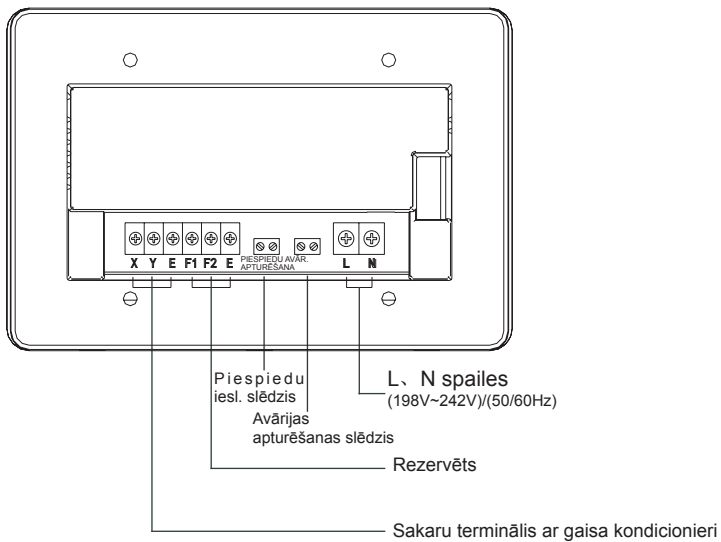 X Y E F1 F2 E PIESPIEDU AVĀR. L N
APTURĒŠANA
Piespiedu
iesl. slēdzis
L、N spailes
(198V~242V)/(50/60Hz)
Avārijas
apturēšanas slēdzis
Rezervēts
Sakaru terminālis ar gaisa kondicionieri